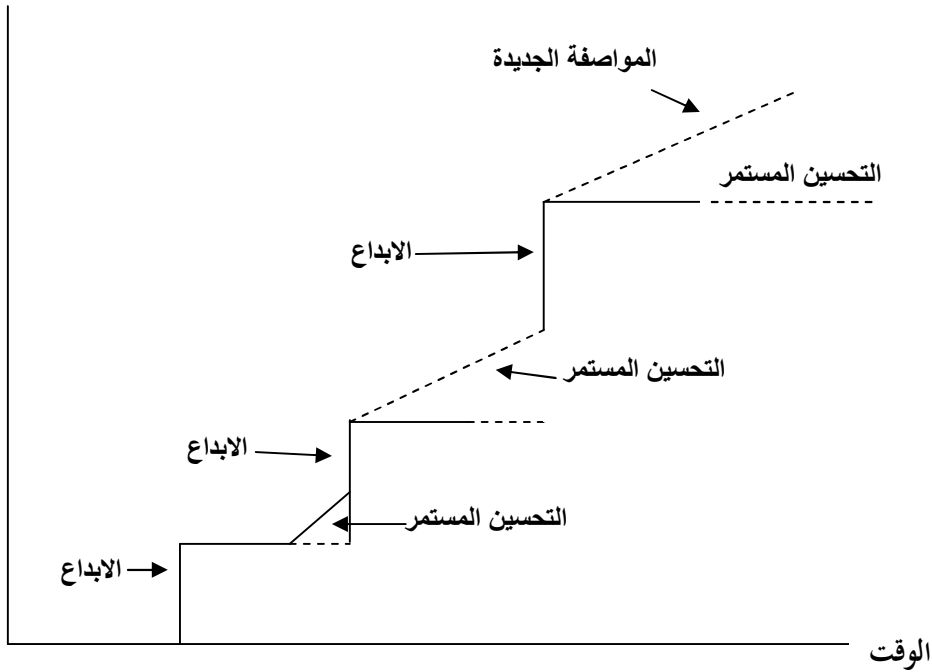 المواصفة الجديدة
التحسين المستمر
الابداع
التحسين المستمر
الابداع
التحسين المستمر
الابداع
الوقت